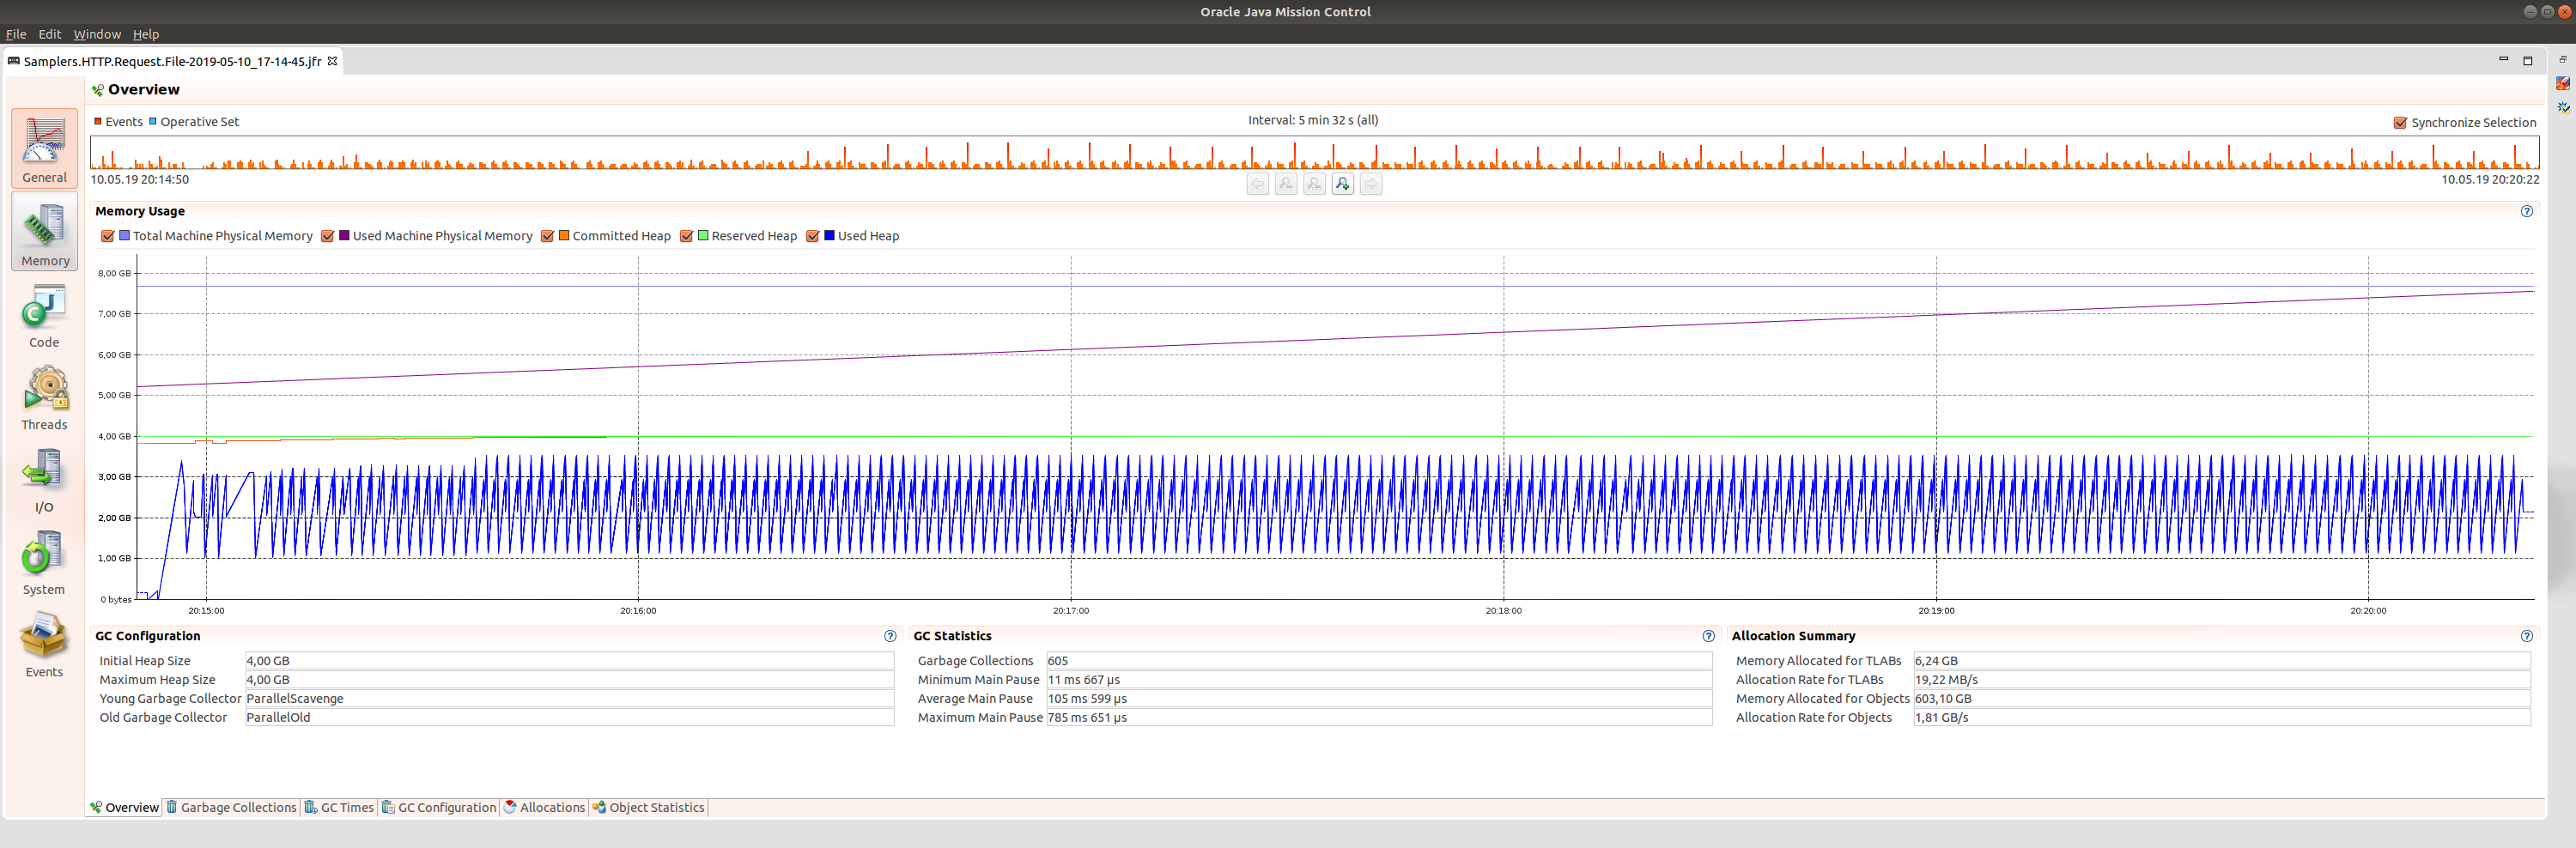 Oracle Java Mission Control
File Edit Window Help
Samplers.HTTP.Request.File-2019-05-10_17-14-45.jfr
Overview
Events Operative Set
Interval: 5 min 32 s (all)
Synchronize Selection
10.05.19 20:14:50
10.05.19 20:20:22
General
Memory
Code
Threads
I/O
System
Events
Memory Usage
Total Machine Physical Memory Used Machine Physical Memory Committed Heap Reserved Heap Used Heap
8,00 GB
7,00 GB
6,00 GB
5,00 GB
4,00 GB
3,00 GB
2,00 GB
1,00 GB
0 bytes
20:15:00 20:16:00 20:17:00 20:18:00 20:19:00 20:20:00
GC Configuration
Initial Heap Size 4,00 GB
Maximum Heap Size 4,00 GB
Young Garbage Collector ParallelScavenge
Old Garbage Collector ParallelOld
GC Statistics
Garbage Collections 605
Minimum Main Pause 11 ms 667 µs
Average Main Pause 105 ms 599 µs
Maximum Main Pause 785 ms 651 µs
Allocation Summary
Memory Allocated for TLABs 6,24 GB
Allocation Rate for TLABs 19,22 MB/s
Memory Allocated for Objects 603,10 GB
Allocation Rate for Objects 1,81 GB/s
Overview Garbage Collections GC Times GC Configuration Allocations Object Statistics